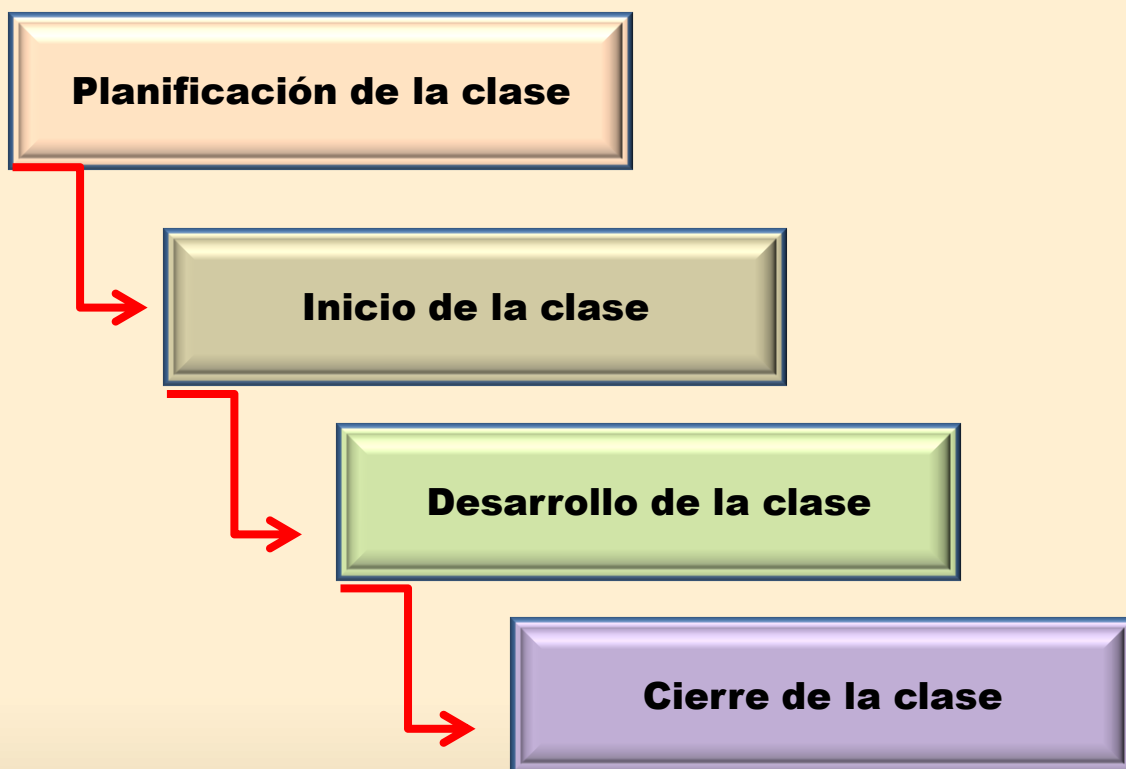 Planificación de la clase
Inicio de la clase
Desarrollo de la clase
Cierre de la clase